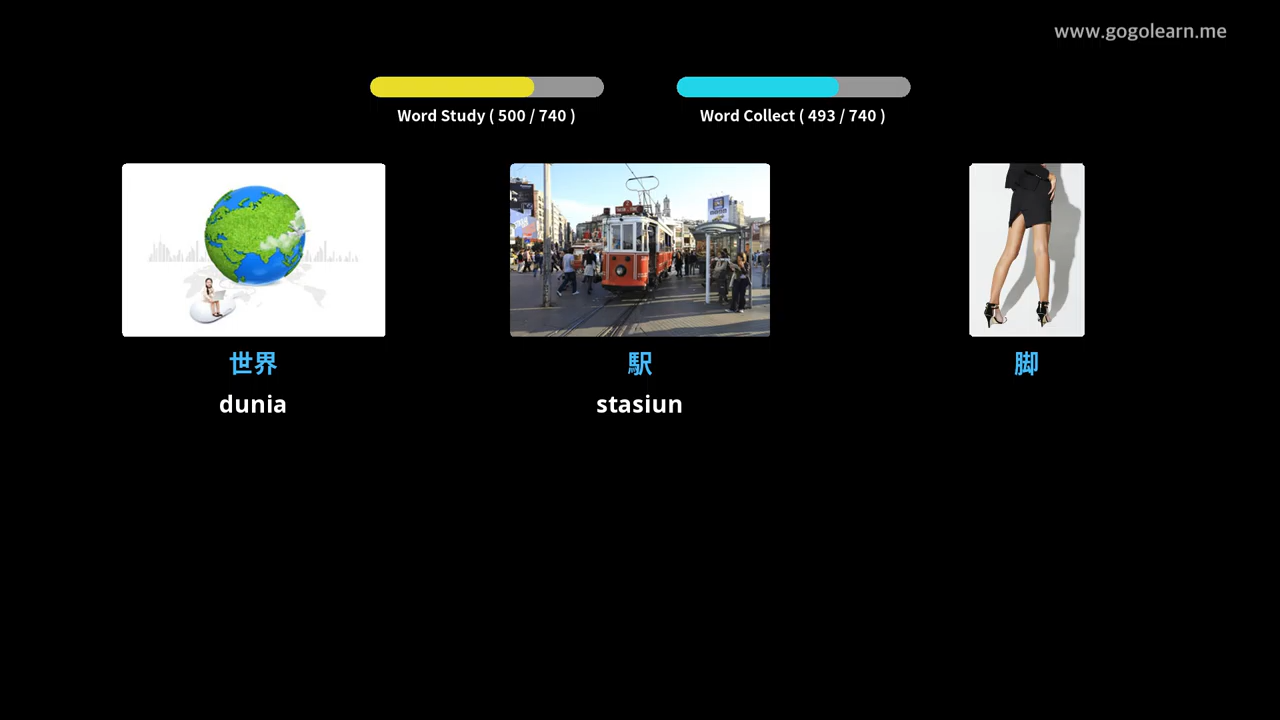 www.gogolearn.me
Word Study ( 500 / 740 )
Word Collect ( 493 / 740 )
世界
駅
脚
dunia
stasiun